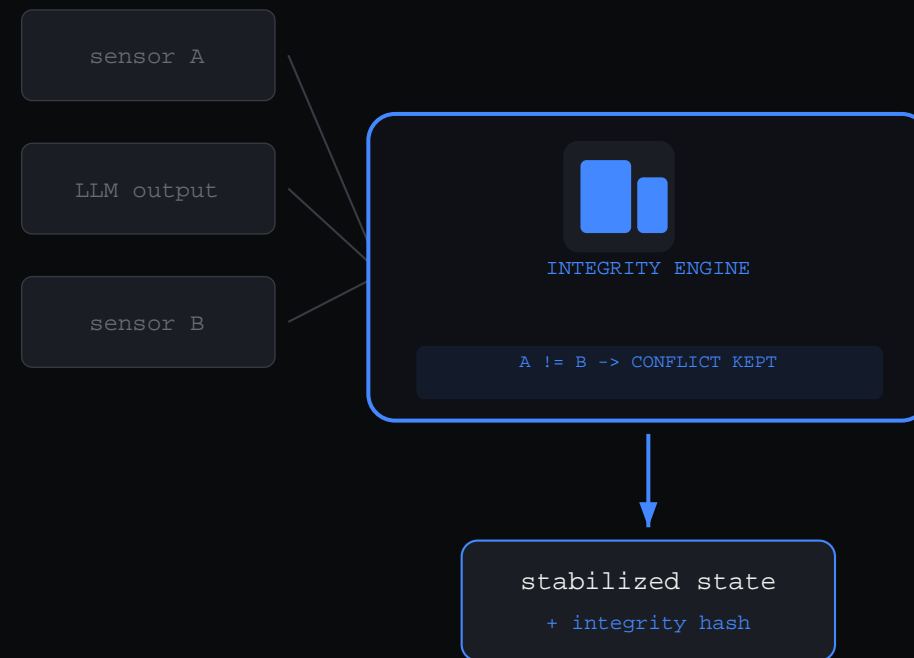 sensor A
LLM output
sensor B
INTEGRITY ENGINE
A != B -> CONFLICT KEPT
stabilized state
+ integrity hash